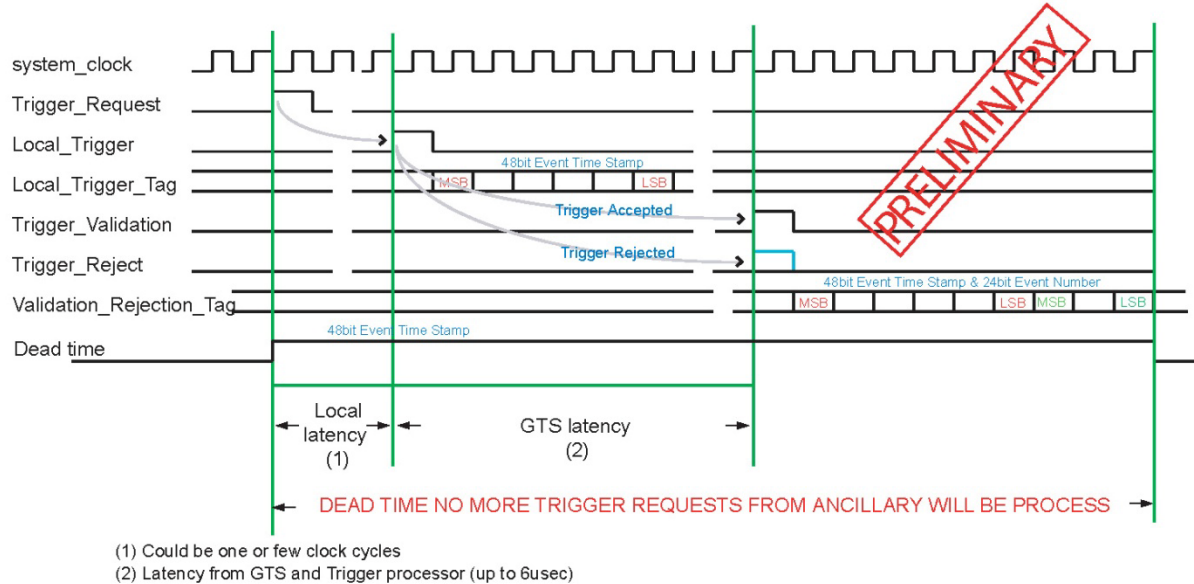 system_clock
Trigger_Request
Local_Trigger
48bit Event Time Stamp
Local_Trigger_Tag
MSB
LSB
Trigger Accepted
Trigger_Validation
Trigger Rejected
Trigger_Reject
48bit Event Time Stamp & 24bit Event Number
Validation_Rejection_Tag
MSB
LSB
MSB
LSB
48bit Event Time Stamp
Dead time
PRELIMINARY
Local
latency
(1)
GTS latency
(2)
DEAD TIME NO MORE TRIGGER REQUESTS FROM ANCILLARY WILL BE PROCESS
(1) Could be one or few clock cycles
(2) Latency from GTS and Trigger processor (up to 6usec)